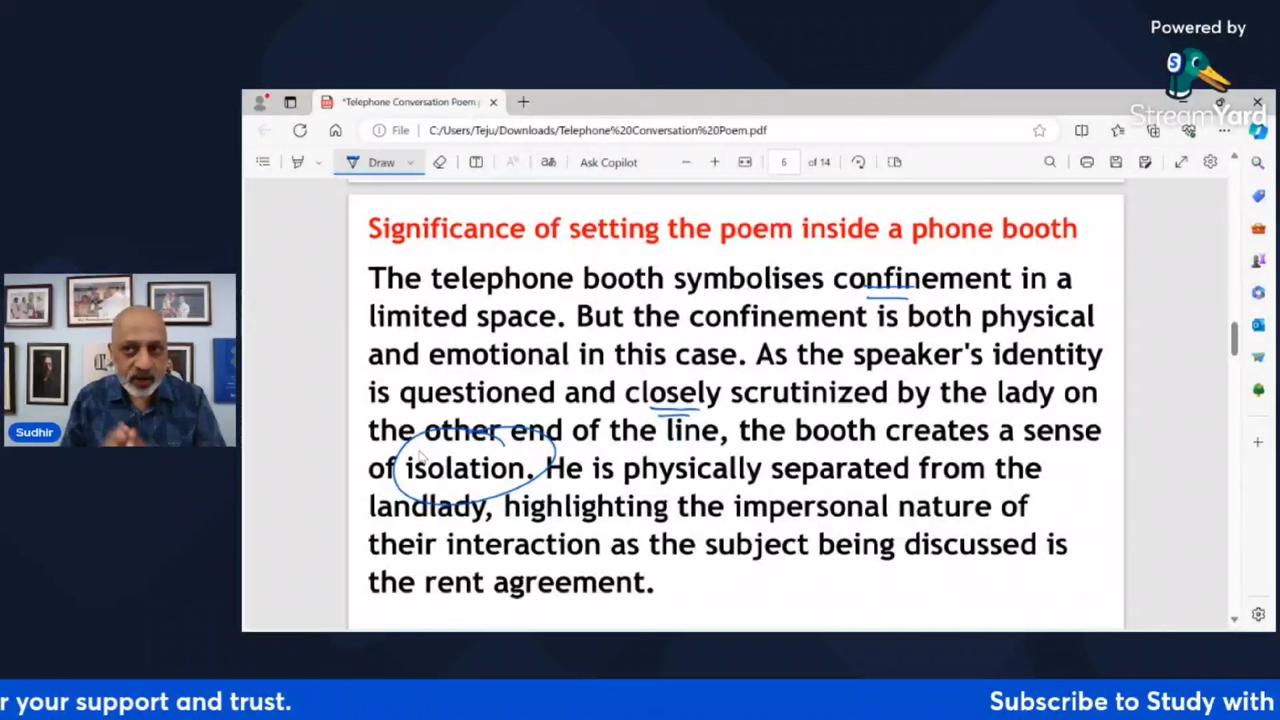 Powered by
StreamYard
*Telephone Conversation Poem.p
File
C:/Users/Teju/Downloads/Telephone%20Conversation%20Poem.pdf
Draw
Ask Copilot
6
of 14
Significance of setting the poem inside a phone booth
The telephone booth symbolises confinement in a
limited space. But the confinement is both physical
and emotional in this case. As the speaker's identity
is questioned and closely scrutinized by the lady on
the other end of the line, the booth creates a sense
of isolation. He is physically separated from the
landlady, highlighting the impersonal nature of
their interaction as the subject being discussed is
the rent agreement.
Sudhir
r your support and trust.
Subscribe to Study with